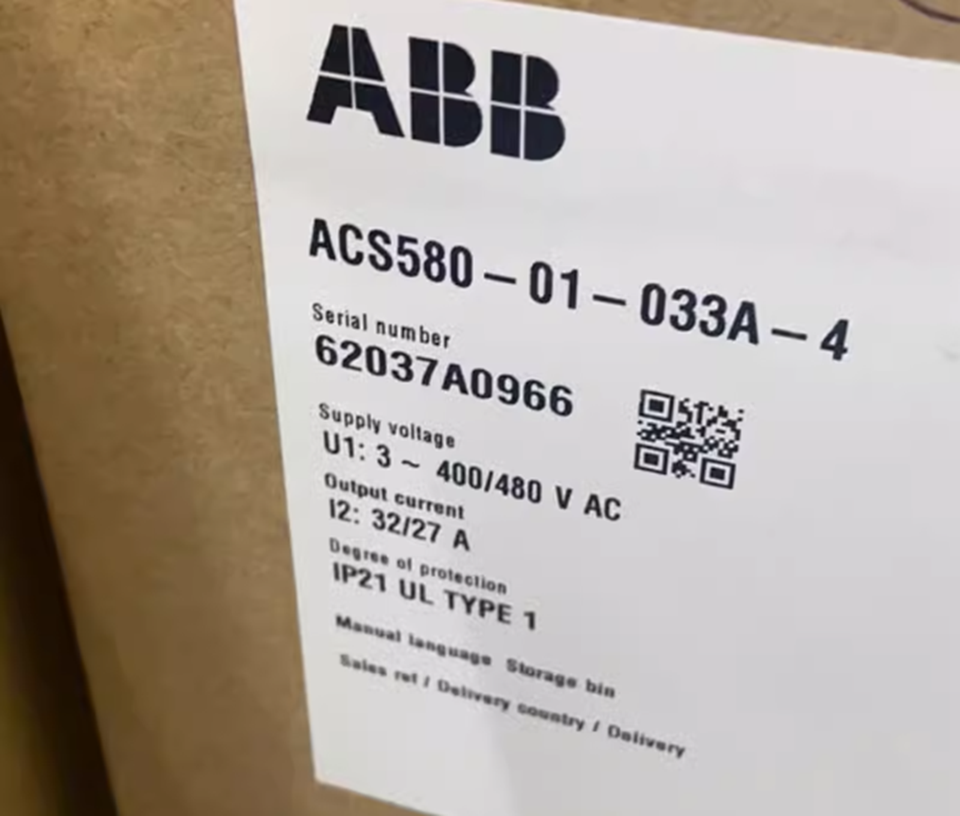 ABB
ACS580-01-033A-4
Serial number
62037A0966
Supply voltage
U1: 3 ~ 400/480 V AC
Output current
I2: 32/27 A
Degree of protection
IP21 UL TYPE 1
Manual language Storage bin
Sales ref / Delivery country / Delivery